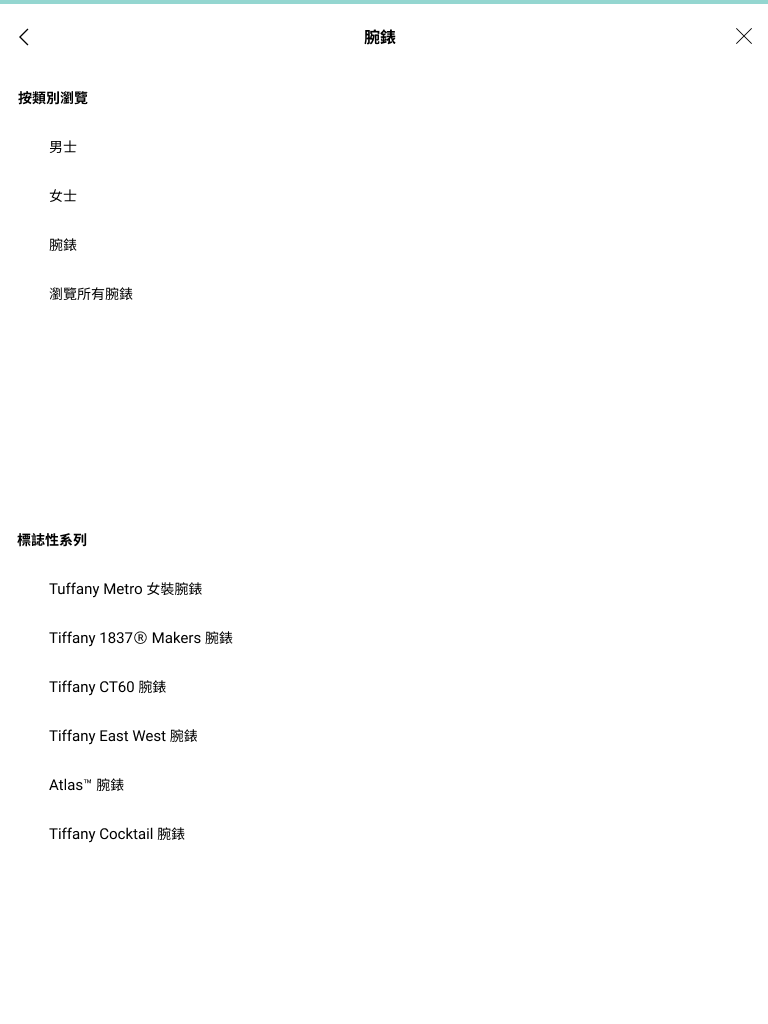 腕錶
按類別瀏覽
男士
女士
腕錶
瀏覽所有腕錶
標誌性系列
Tuffany Metro 女裝腕錶
Tiffany 1837® Makers 腕錶
Tiffany CT60 腕錶
Tiffany East West 腕錶
Atlas™ 腕錶
Tiffany Cocktail 腕錶